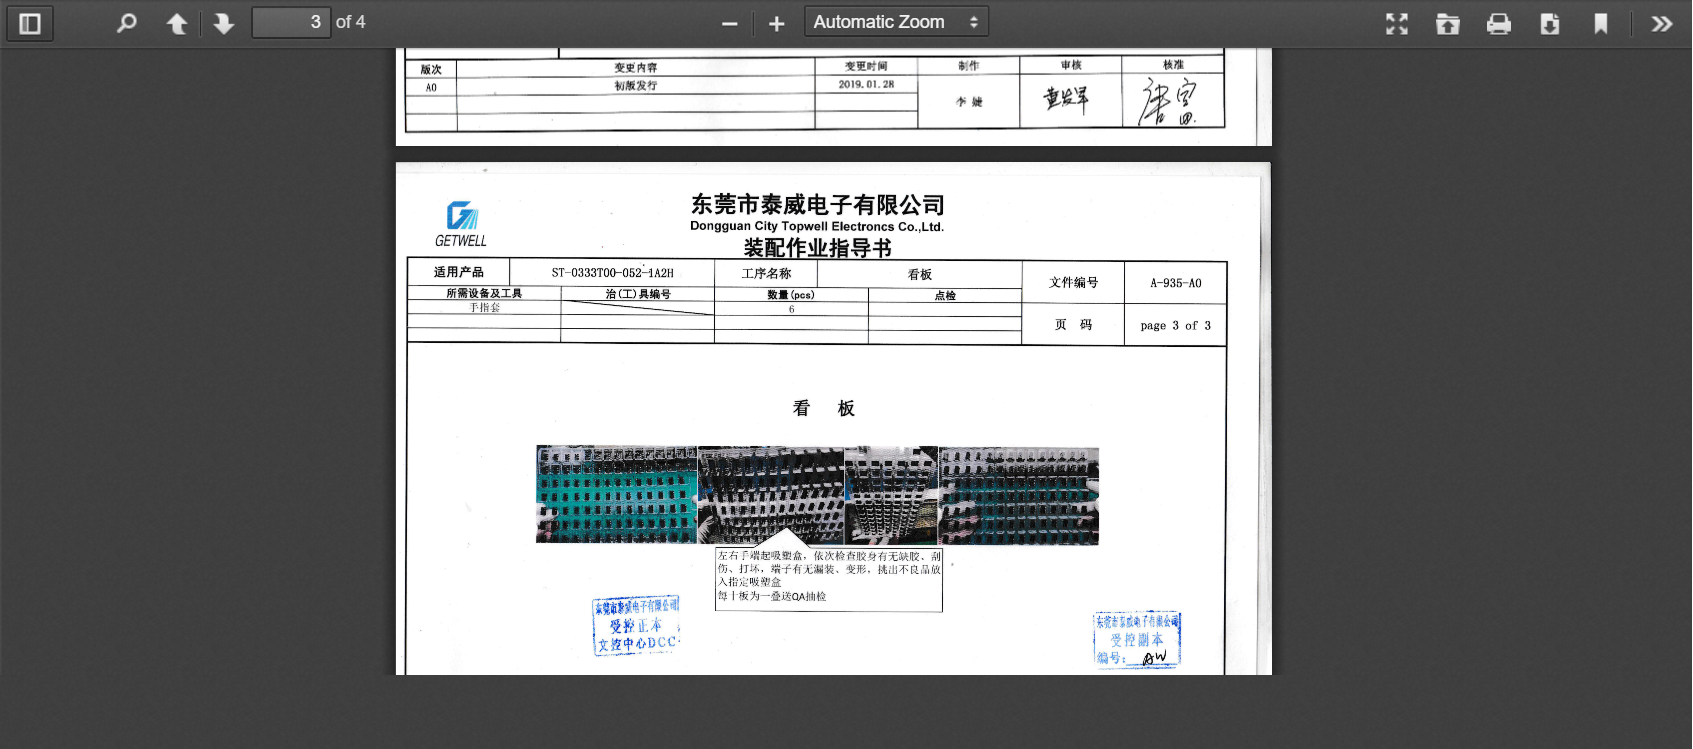 3 of 4
Automatic Zoom
版次 变更内容 变更时间 制作 审核 核准
A0 初版发行 2019.01.28
李婕
东莞市泰威电子有限公司
Dongguan City Topwell Electroncs Co.,Ltd.
装配作业指导书
GETWELL
适用产品 ST-0333T00-052-1A2H 工序名称 看板 文件编号 A-935-A0
所需设备及工具 治(工)具编号 数量(pcs) 点检
手指套 6
页 码 page 3 of 3
看 板
左右手端起吸塑盒，依次检查胶身有无缺胶、刮
伤、打坏，端子有无漏装、变形，挑出不良品放
入指定吸塑盒
每十板为一叠送QA抽检
东莞市泰威电子有限公司
受控正本
文控中心DCC
东莞市泰威电子有限公司
受控副本
编号：